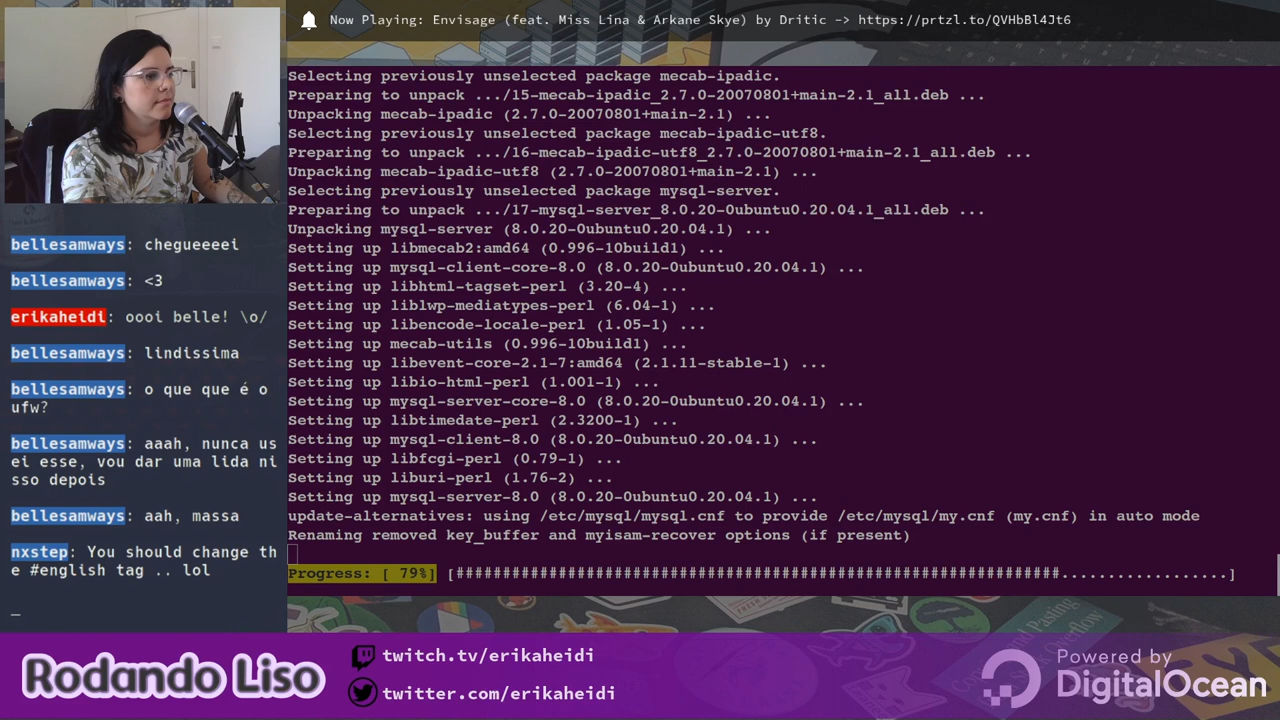 Now Playing: Envisage (feat. Miss Lina & Arkane Skye) by Dritic -> https://prtzl.to/QVHbBl4Jt6
Selecting previously unselected package mecab-ipadic.
Preparing to unpack .../15-mecab-ipadic_2.7.0-20070801+main-2.1_all.deb ...
Unpacking mecab-ipadic (2.7.0-20070801+main-2.1) ...
Selecting previously unselected package mecab-ipadic-utf8.
Preparing to unpack .../16-mecab-ipadic-utf8_2.7.0-20070801+main-2.1_all.deb ...
Unpacking mecab-ipadic-utf8 (2.7.0-20070801+main-2.1) ...
Selecting previously unselected package mysql-server.
Preparing to unpack .../17-mysql-server_8.0.20-0ubuntu0.20.04.1_all.deb ...
Unpacking mysql-server (8.0.20-0ubuntu0.20.04.1) ...
Setting up libmecab2:amd64 (0.996-10build1) ...
Setting up mysql-client-core-8.0 (8.0.20-0ubuntu0.20.04.1) ...
Setting up libhtml-tagset-perl (3.20-4) ...
Setting up liblwp-mediatypes-perl (6.04-1) ...
Setting up libencode-locale-perl (1.05-1) ...
Setting up mecab-utils (0.996-10build1) ...
Setting up libevent-core-2.1-7:amd64 (2.1.11-stable-1) ...
Setting up libio-html-perl (1.001-1) ...
Setting up mysql-server-core-8.0 (8.0.20-0ubuntu0.20.04.1) ...
Setting up libtimedate-perl (2.3200-1) ...
Setting up mysql-client-8.0 (8.0.20-0ubuntu0.20.04.1) ...
Setting up libfcgi-perl (0.79-1) ...
Setting up liburi-perl (1.76-2) ...
Setting up mysql-server-8.0 (8.0.20-0ubuntu0.20.04.1) ...
update-alternatives: using /etc/mysql/mysql.cnf to provide /etc/mysql/my.cnf (my.cnf) in auto mode
Renaming removed key_buffer and myisam-recover options (if present)
Progress: [ 79%] [#################################################################..................]
bellesamways: chegueeeei
bellesamways: <3
erikaheidi: oooi belle! \o/
bellesamways: lindissima
bellesamways: o que que é o
ufw?
bellesamways: aaah, nunca us
ei esse, vou dar uma lida ni
sso depois
bellesamways: aah, massa
nxstep: You should change th
e #english tag .. lol
_
Rodando Liso
twitch.tv/erikaheidi
twitter.com/erikaheidi
Powered by
DigitalOcean